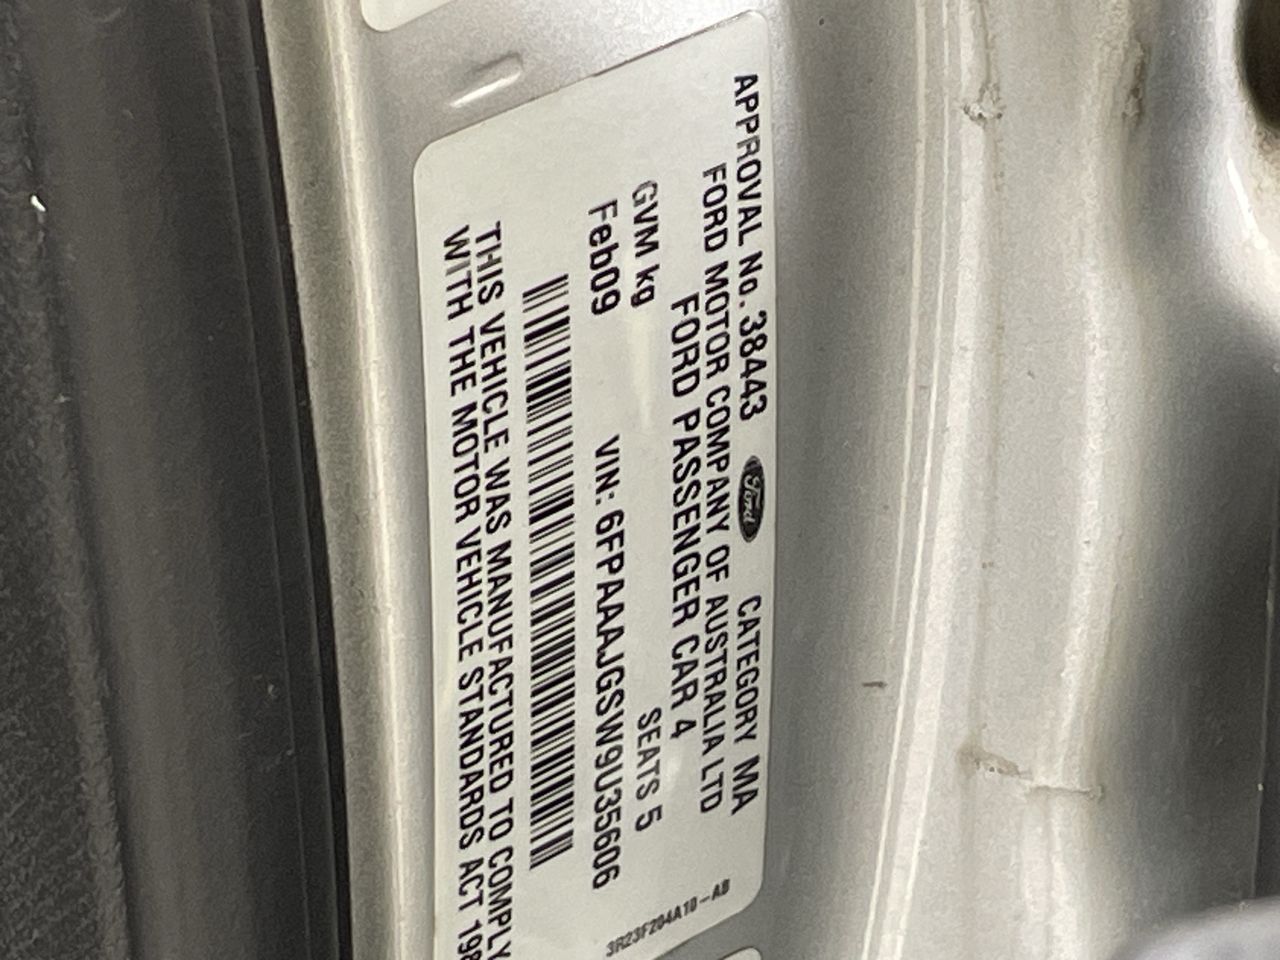 APPROVAL No. 38443 Ford CATEGORY MA
FORD MOTOR COMPANY OF AUSTRALIA LTD
FORD PASSENGER CAR 4
GVM kg SEATS 5
Feb09 VIN: 6FPAAAJGSW9U35606
THIS VEHICLE WAS MANUFACTURED TO COMPLY
WITH THE MOTOR VEHICLE STANDARDS ACT 198
3R23F204A10-AB